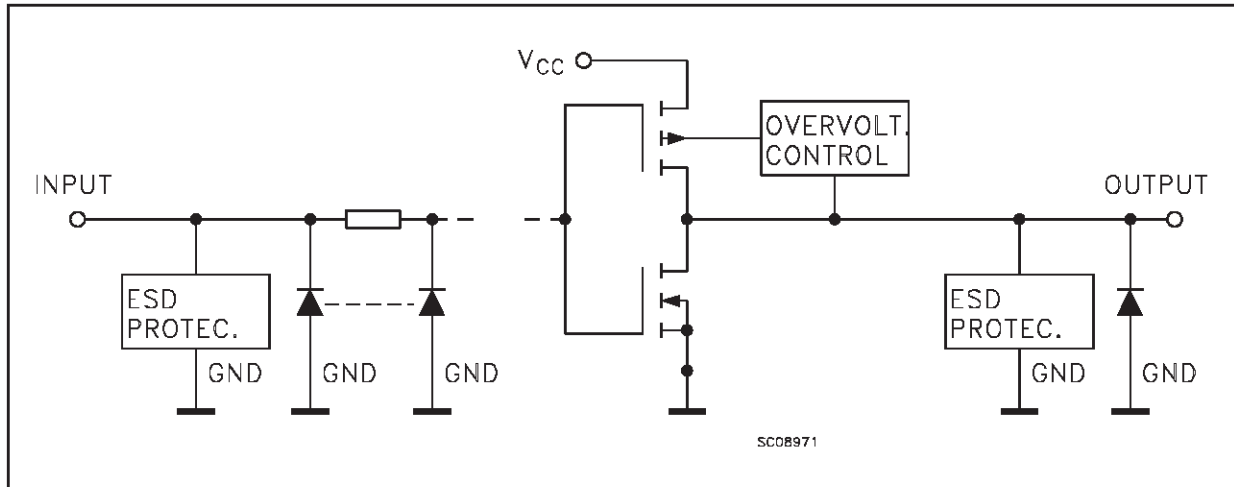 VCC
OVERVOLT.
CONTROL
INPUT
OUTPUT
ESD
PROTEC.
GND
GND
GND
ESD
PROTEC.
GND
GND
SC08971